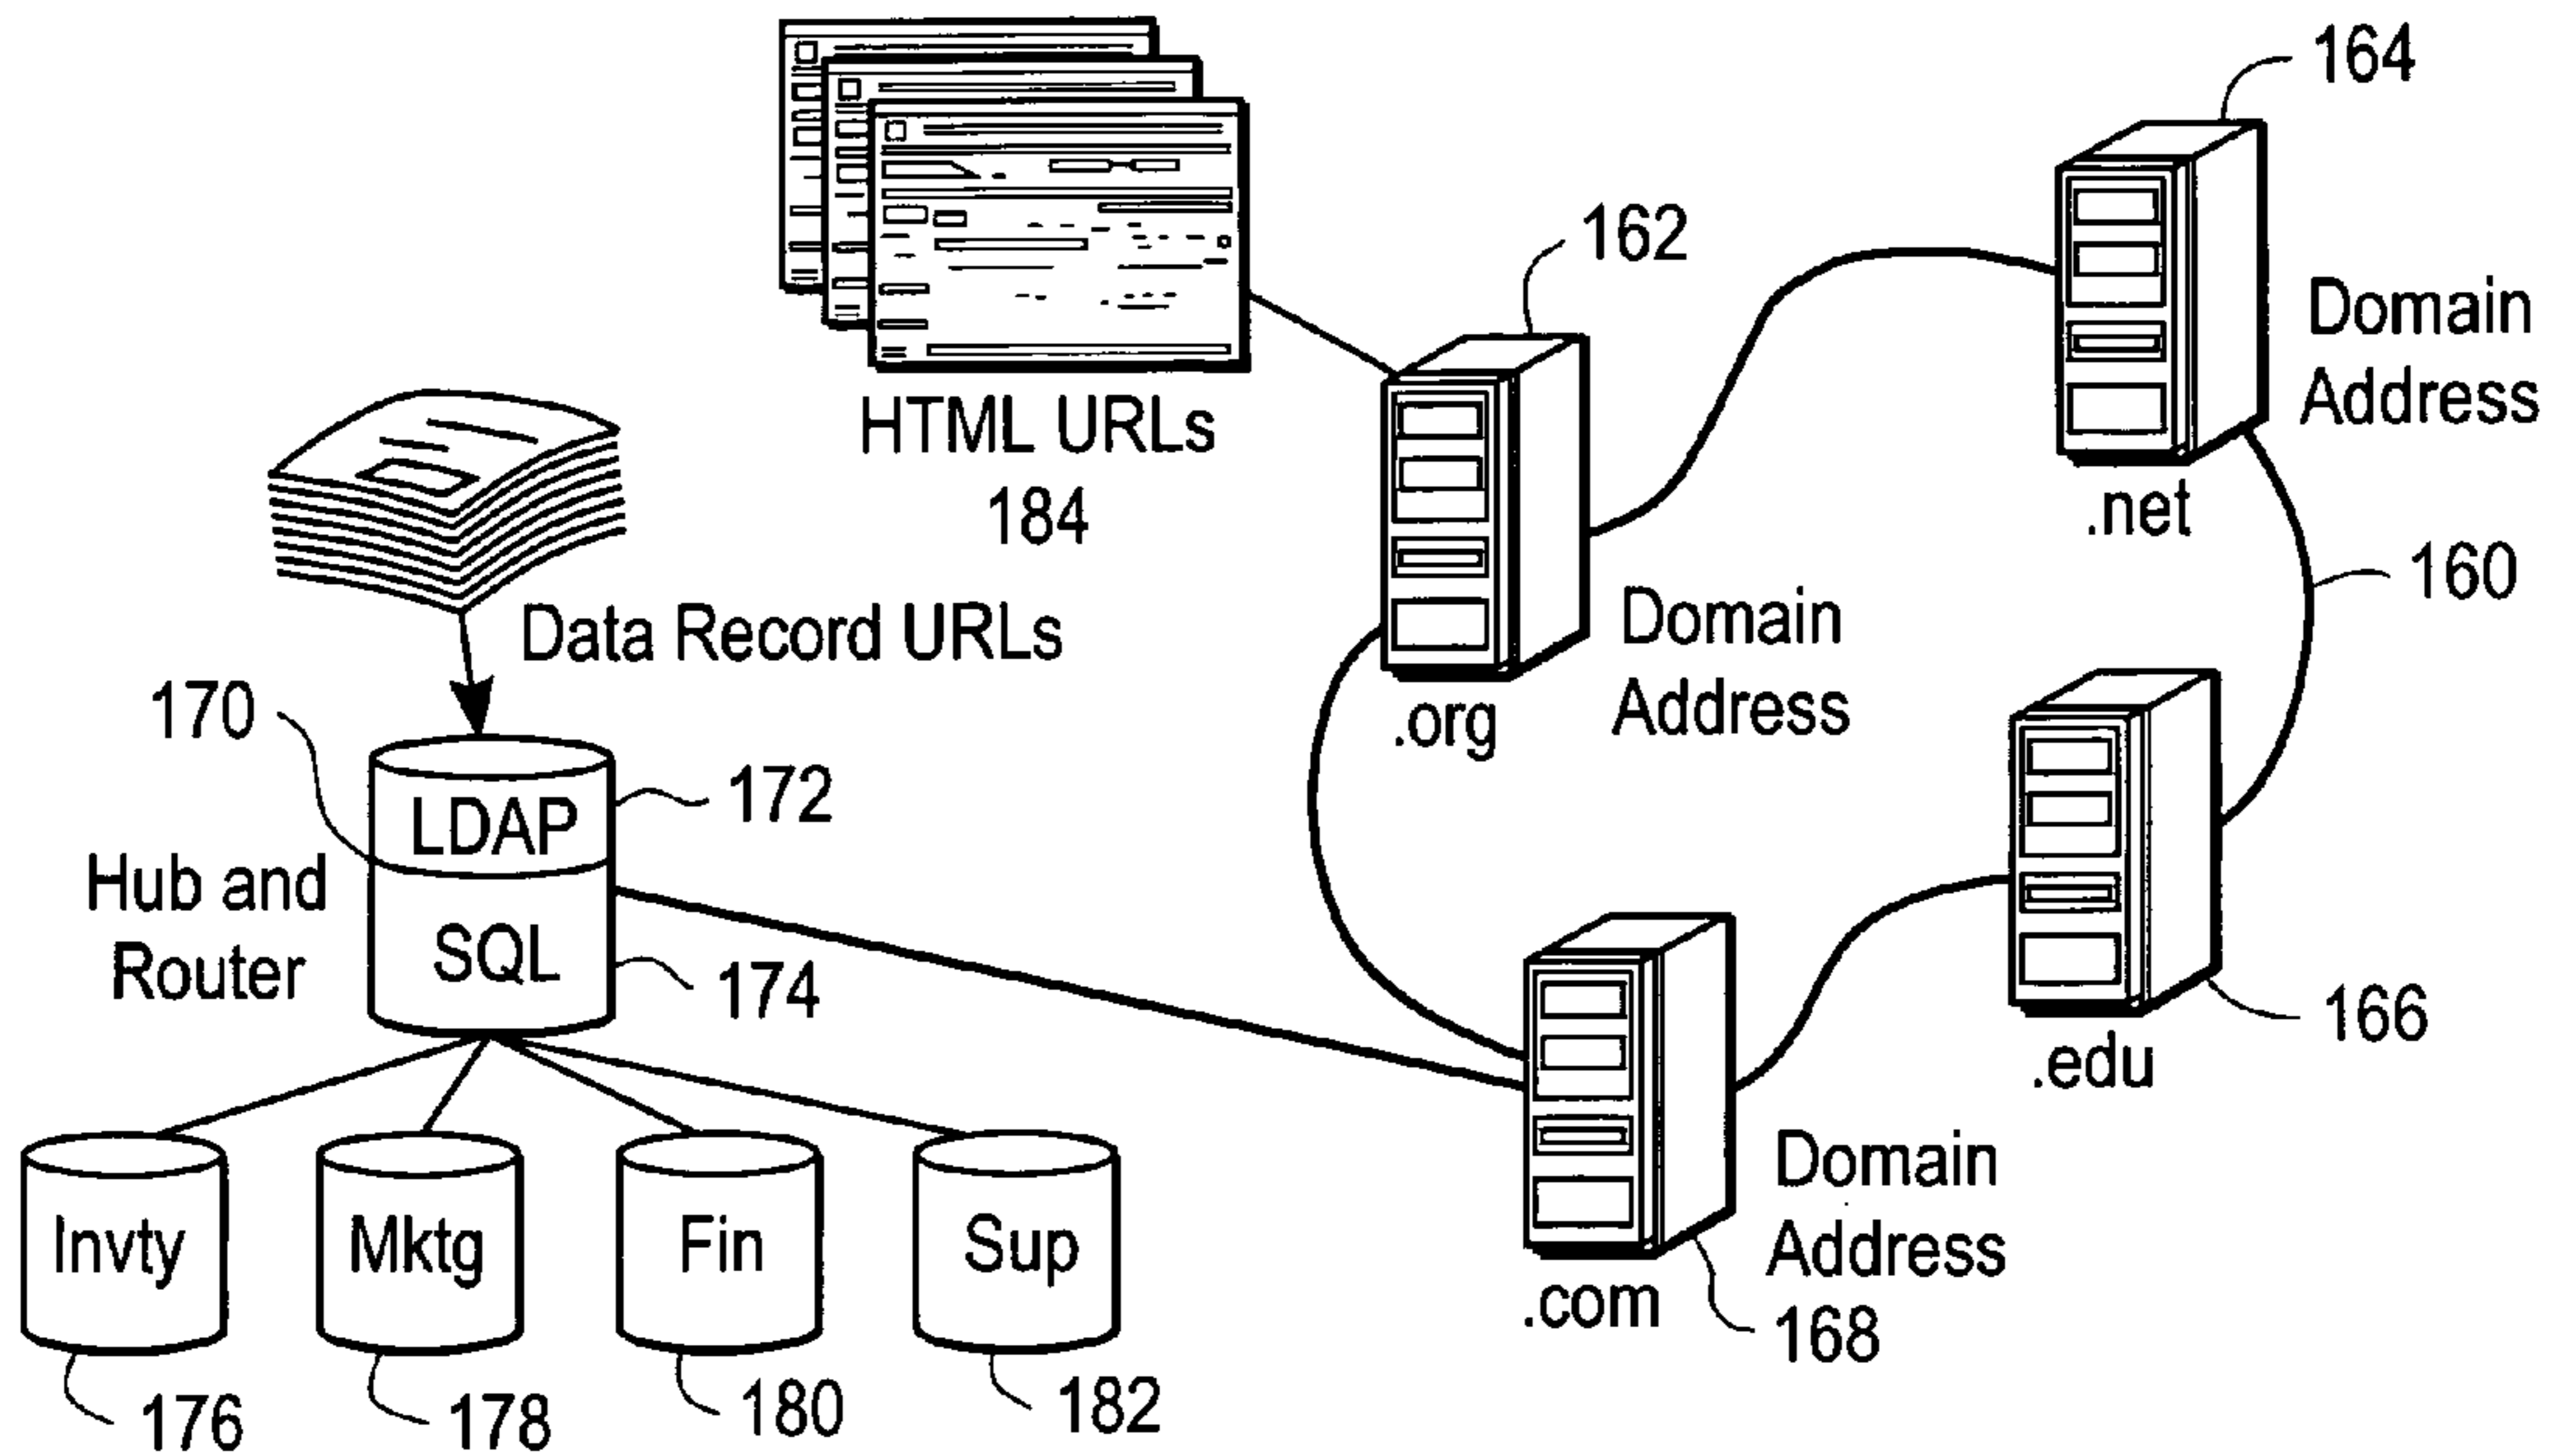 164
162
HTML URLs
184
Domain
Address
.net
160
Data Record URLs
Domain
Address
.org
170
LDAP
172
Hub and
Router
SQL
174
166
.edu
Domain
Address
.com
168
Invty
Mktg
Fin
Sup
176
178
180
182